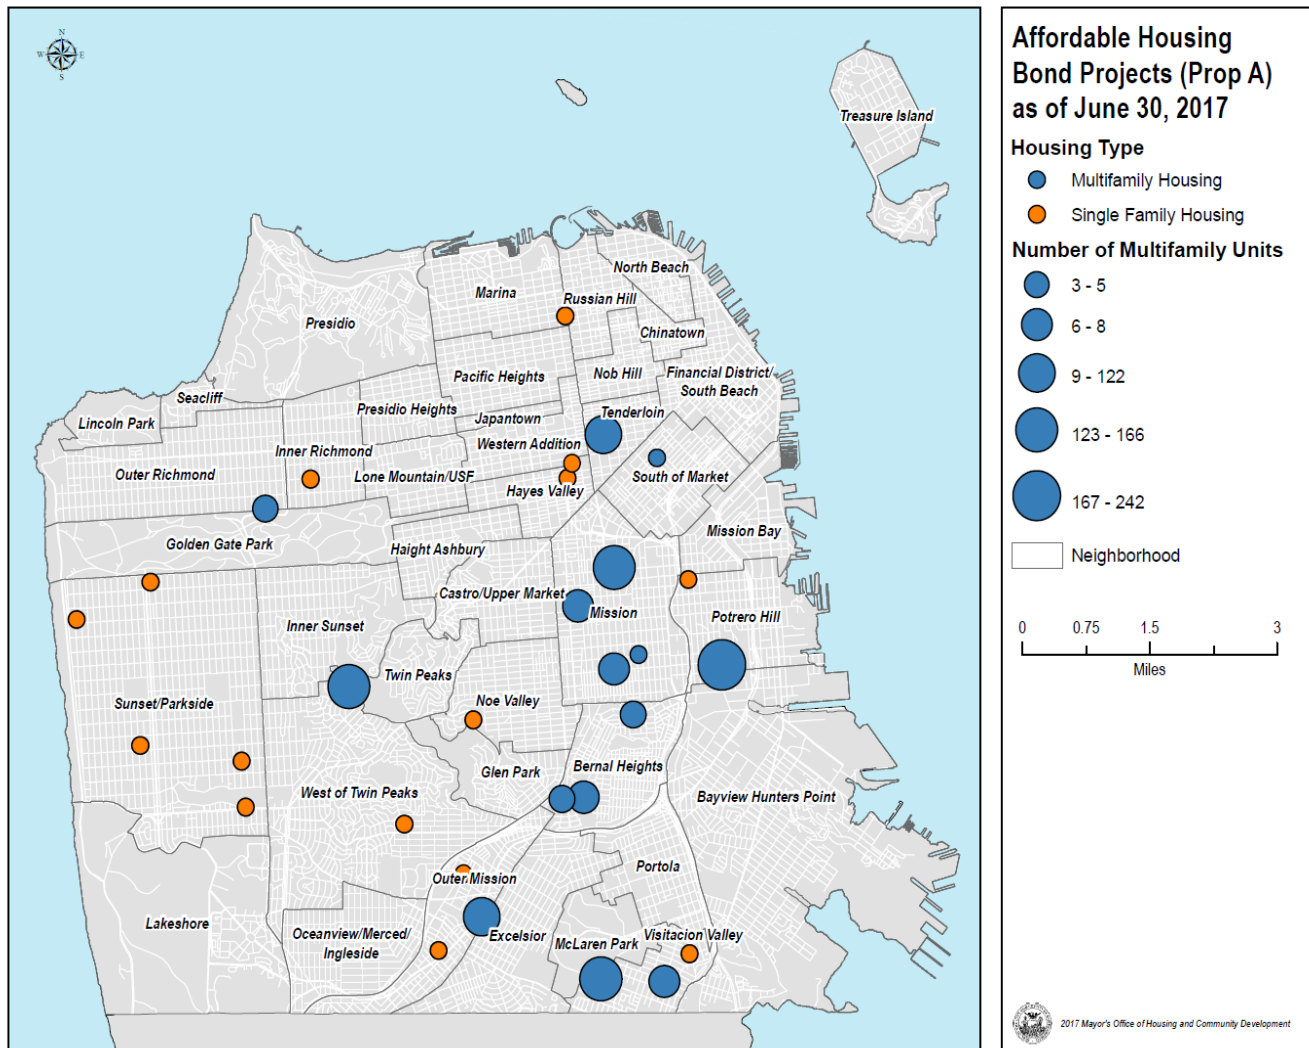 N
W E
S
Treasure Island
North Beach
Marina
Russian Hill
Presidio
Chinatown
Pacific Heights
Nob Hill
Financial District/
South Beach
Seacliff
Presidio Heights
Lincoln Park
Japantown
Tenderloin
Inner Richmond
Western Addition
Outer Richmond
Lone Mountain/USF
South of Market
Hayes Valley
Mission Bay
Golden Gate Park
Haight Ashbury
Castro/Upper Market
Mission
Potrero Hill
Inner Sunset
Twin Peaks
Sunset/Parkside
Noe Valley
Glen Park
Bernal Heights
West of Twin Peaks
Bayview Hunters Point
Portola
Outer Mission
Lakeshore
Oceanview/Merced/
Ingleside
Excelsior
McLaren Park
Visitacion Valley
Affordable Housing
Bond Projects (Prop A)
as of June 30, 2017
Housing Type
Multifamily Housing
Single Family Housing
Number of Multifamily Units
3 - 5
6 - 8
9 - 122
123 - 166
167 - 242
Neighborhood
0 0.75 1.5 3
Miles
2017 Mayor's Office of Housing and Community Development